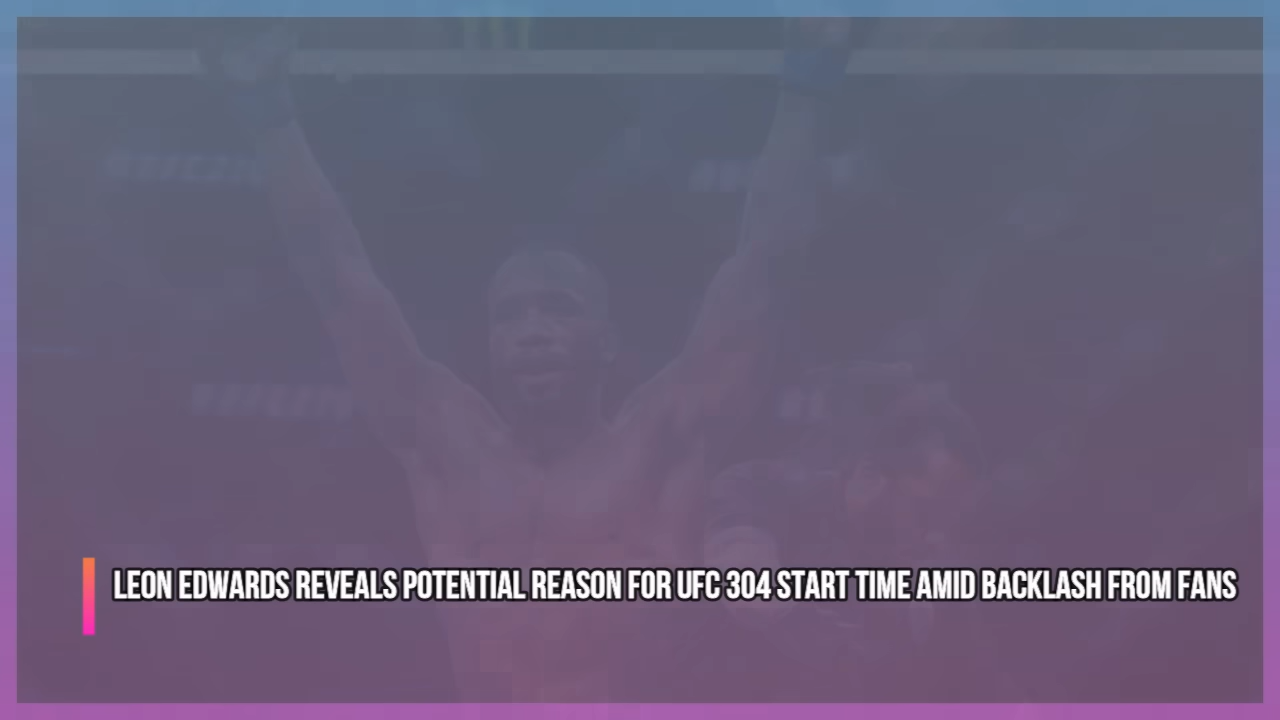 LEON EDWARDS REVEALS POTENTIAL REASON FOR UFC 304 START TIME AMID BACKLASH FROM FANS